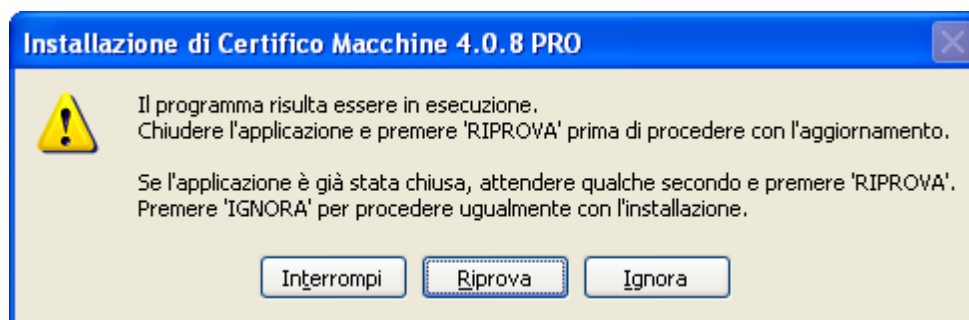 Installazione di Certifico Macchine 4.0.8 PRO
Il programma risulta essere in esecuzione.
Chiudere l'applicazione e premere 'RIPROVA' prima di procedere con l'aggiornamento.
Se l'applicazione è già stata chiusa, attendere qualche secondo e premere 'RIPROVA'.
Premere 'IGNORA' per procedere ugualmente con l'installazione.
Interrompi Riprova Ignora